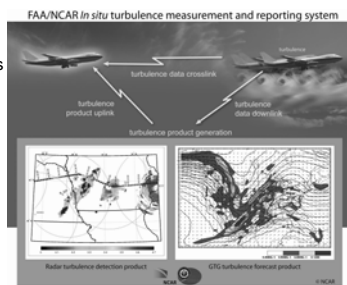 FAA/NCAR In situ turbulence measurement and reporting system
s
turbulence
turbulence data crosslink
turbulence
product uplink
turbulence
data downlink
turbulence product generation
Radar turbulence detection product
GTG turbulence forecast product
NCAR
© NCAR